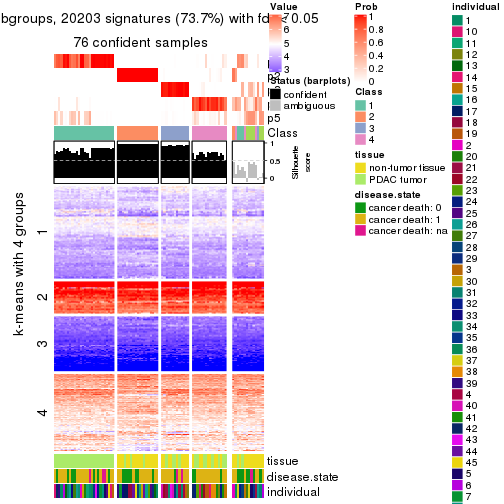 bgroups, 20203 signatures (73.7%) with fd
0.05
76 confident samples
p5
Class
1.0
0.5
0
Silhouette
score
k-means with 4 groups
1
2
3
4
tissue
disease.state
individual
Value
6
5
4
3
Status (barplots)
confident
ambiguous
Prob
1
0.8
0.6
0.4
0.2
0
Class
1
2
3
4
tissue
non-tumor tissue
PDAC tumor
disease.state
cancer death: 0
cancer death: 1
cancer death: na
individual
1
10
11
12
13
14
15
16
17
18
19
2
20
21
22
23
24
25
26
27
28
29
3
30
31
32
33
34
35
36
37
38
39
4
40
41
42
43
44
45
5
6
7